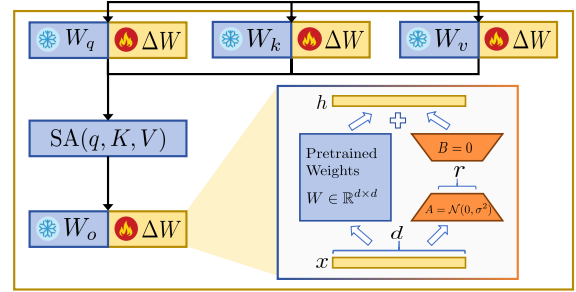 W_q ΔW
W_k ΔW
W_v ΔW
SA(q, K, V)
W_o ΔW
h
Pretrained
Weights
W ∈ ℝ^{d×d}
B = 0
r
A = 𝒩(0, σ²)
d
x